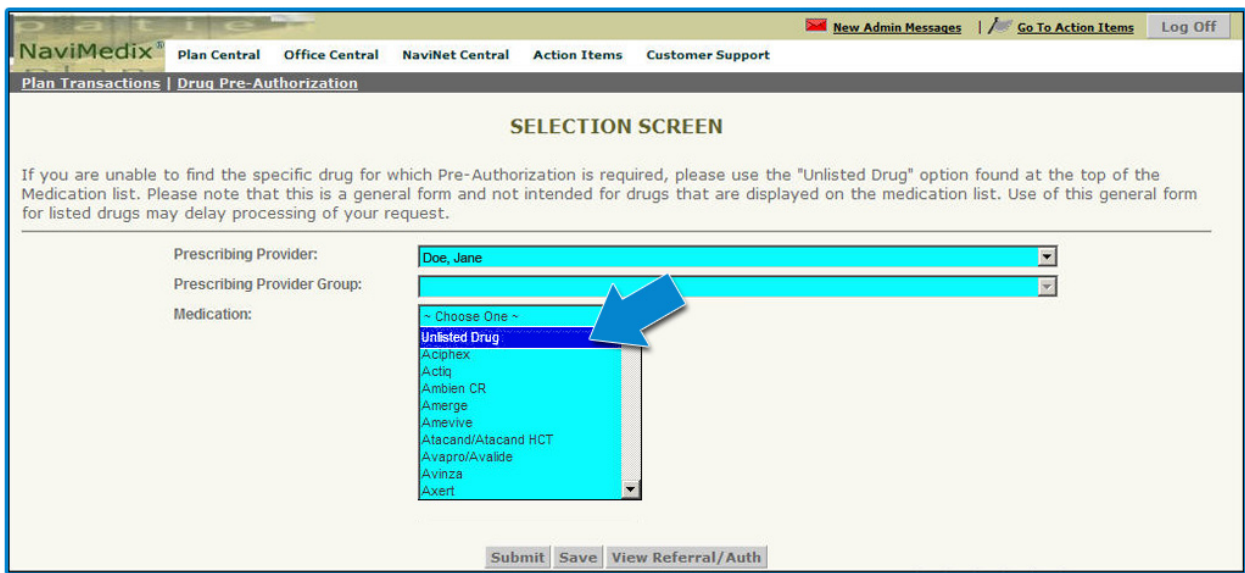 patie
New Admin Messages | Go To Action Items Log Off
NaviMedix® Plan Central Office Central NaviNet Central Action Items Customer Support
Plan Transactions | Drug Pre-Authorization
SELECTION SCREEN
If you are unable to find the specific drug for which Pre-Authorization is required, please use the "Unlisted Drug" option found at the top of the
Medication list. Please note that this is a general form and not intended for drugs that are displayed on the medication list. Use of this general form
for listed drugs may delay processing of your request.
Prescribing Provider: Doe, Jane
Prescribing Provider Group:
Medication: ~ Choose One ~
Unlisted Drug
Aciphex
Actiq
Ambien CR
Amerge
Amevive
Atacand/Atacand HCT
Avapro/Avalide
Avinza
Axert
Submit Save View Referral/Auth